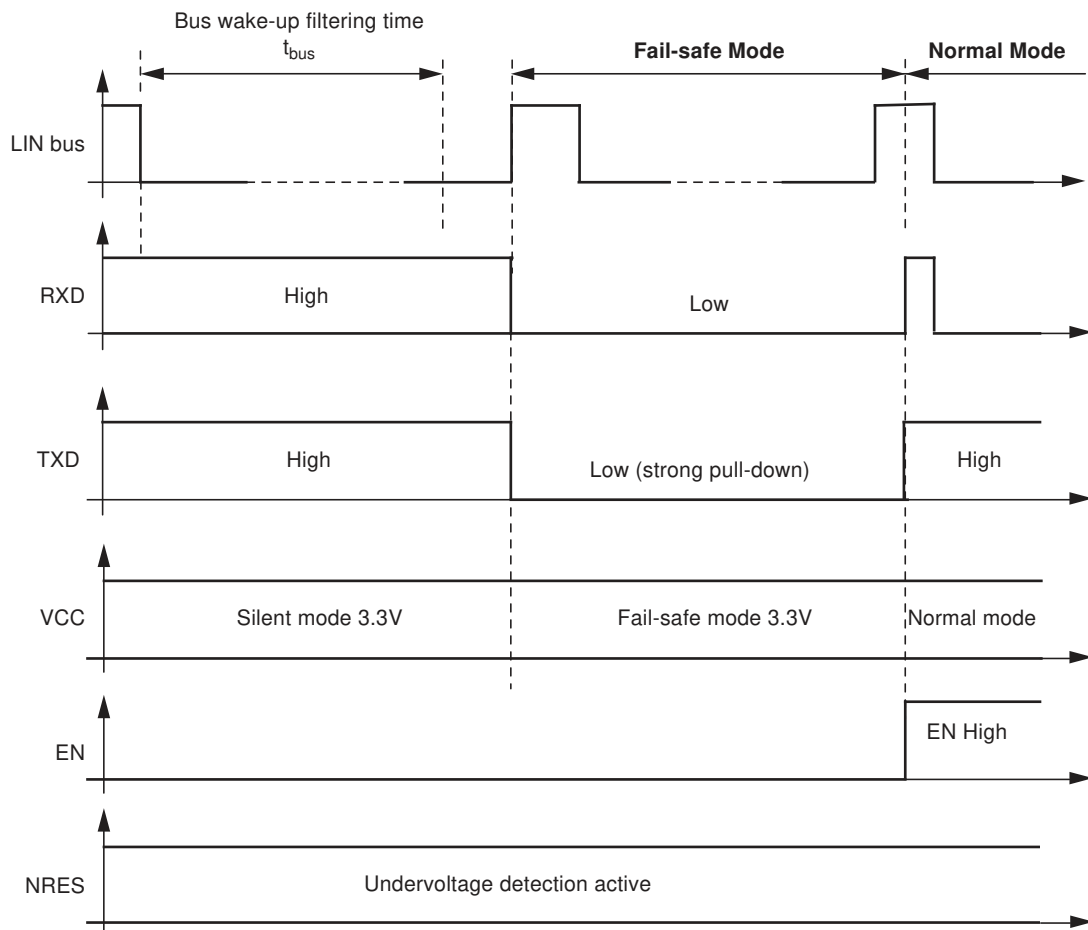 Bus wake-up filtering time
tbus
Fail-safe Mode
Normal Mode
LIN bus
RXD
High
Low
TXD
High
Low (strong pull-down)
High
VCC
Silent mode 3.3V
Fail-safe mode 3.3V
Normal mode
EN
EN High
NRES
Undervoltage detection active